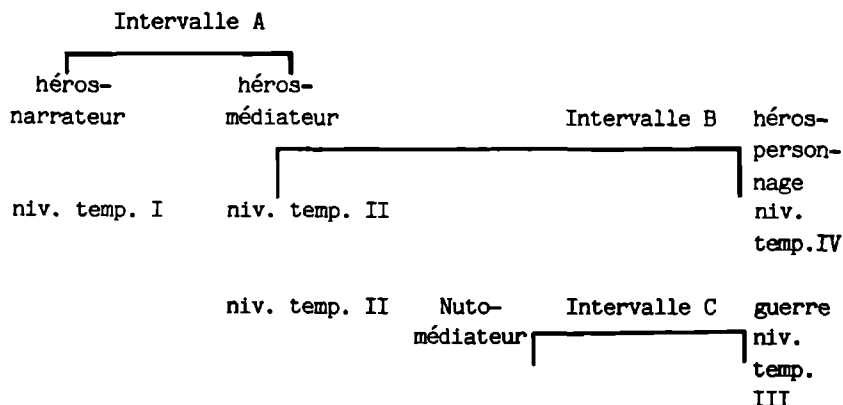 Intervalle A
héros- héros-
narrateur médiateur Intervalle B héros-
person-
nage
niv. temp. I niv. temp. II niv.
temp.IV
niv. temp. II Nuto- Intervalle C guerre
médiateur niv.
temp.
III